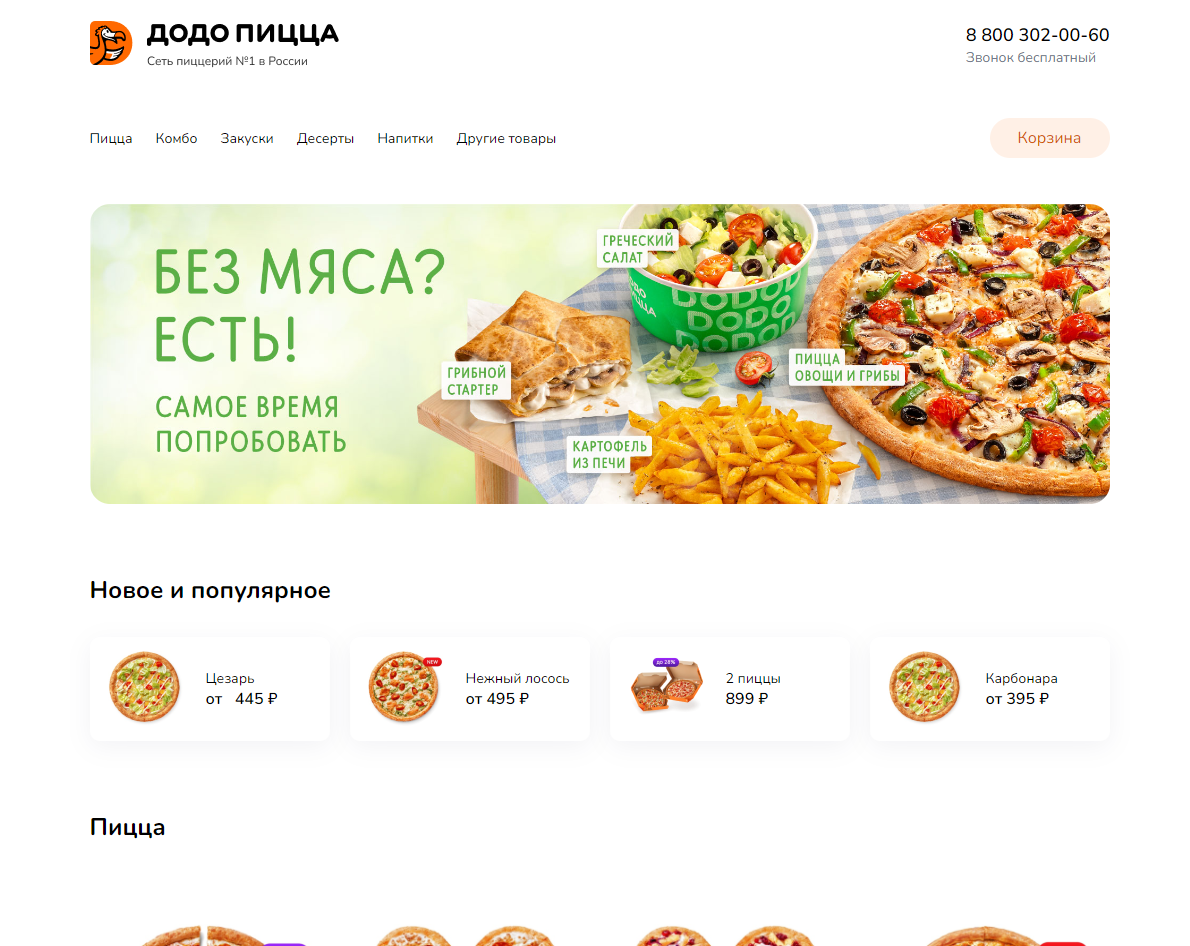 ДОДО ПИЦЦА
Сеть пиццерий №1 в России
8 800 302-00-60
Звонок бесплатный
Пицца
Комбо
Закуски
Десерты
Напитки
Другие товары
Корзина
БЕЗ МЯСА?
ЕСТЬ!
САМОЕ ВРЕМЯ
ПОПРОБОВАТЬ
ГРЕЧЕСКИЙ
САЛАТ
DODO
DODO
DODO
ГРИБНОЙ
СТАРТЕР
ПИЦЦА
ОВОЩИ И ГРИБЫ
КАРТОФЕЛЬ
ИЗ ПЕЧИ
Новое и популярное
Цезарь
от 445 ₽
NEW
Нежный лосось
от 495 ₽
до 28%
2 пиццы
899 ₽
Карбонара
от 395 ₽
Пицца